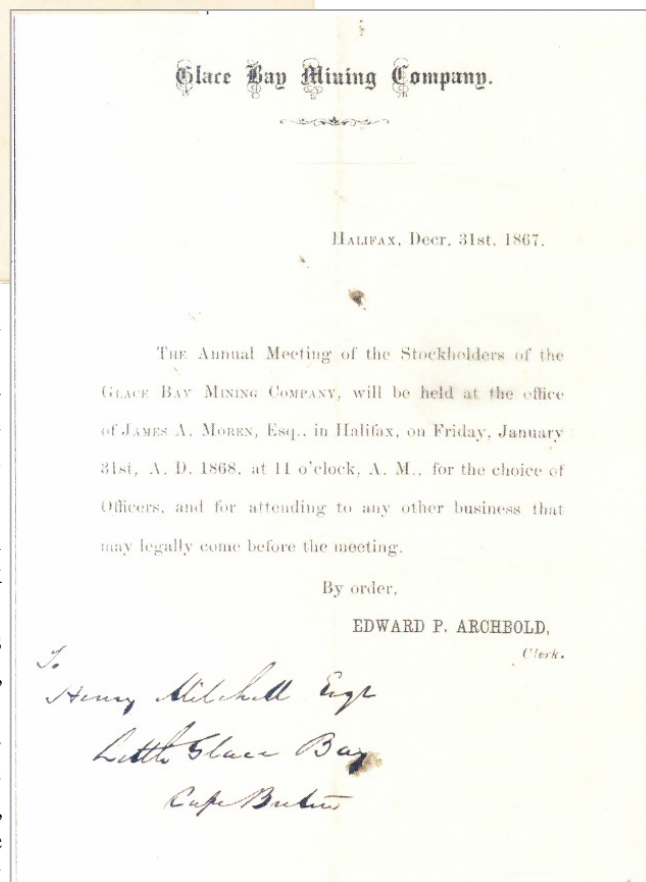 Glace Bay Mining Company.
HALIFAX, Decr. 31st, 1867.
THE Annual Meeting of the Stockholders of the
GLACE BAY MINING COMPANY, will be held at the office
of JAMES A. MOREN, Esq., in Halifax, on Friday, January
31st, A. D. 1868, at 11 o'clock, A. M., for the choice of
Officers, and for attending to any other business that
may legally come before the meeting.
By order,
EDWARD P. ARCHBOLD,
Clerk.
To
Henry Mitchell Esqr
Little Glace Bay
Cape Breton